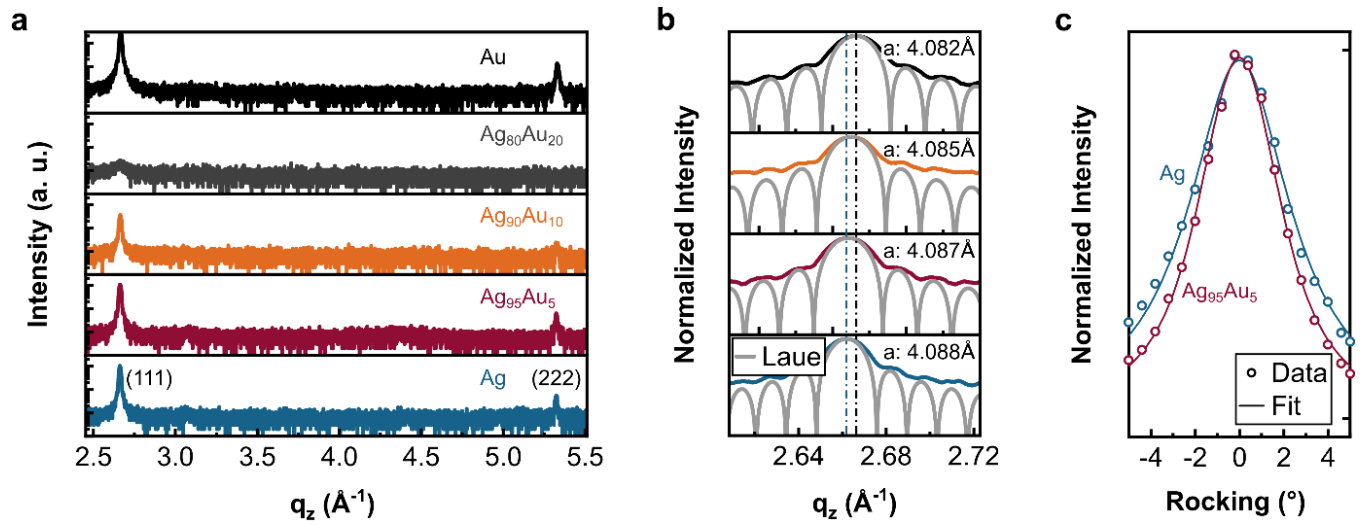 a
Intensity (a. u.)
Au
Ag₈₀Au₂₀
Ag₉₀Au₁₀
Ag₉₅Au₅
(111)
Ag
(222)
2.5 3.0 3.5 4.0 4.5 5.0 5.5
q_z (Å⁻¹)
b
Normalized Intensity
a: 4.082Å
a: 4.085Å
a: 4.087Å
Laue
a: 4.088Å
2.64 2.68 2.72
q_z (Å⁻¹)
c
Normalized Intensity
Ag
Ag₉₅Au₅
Data
Fit
-4 -2 0 2 4
Rocking (°)